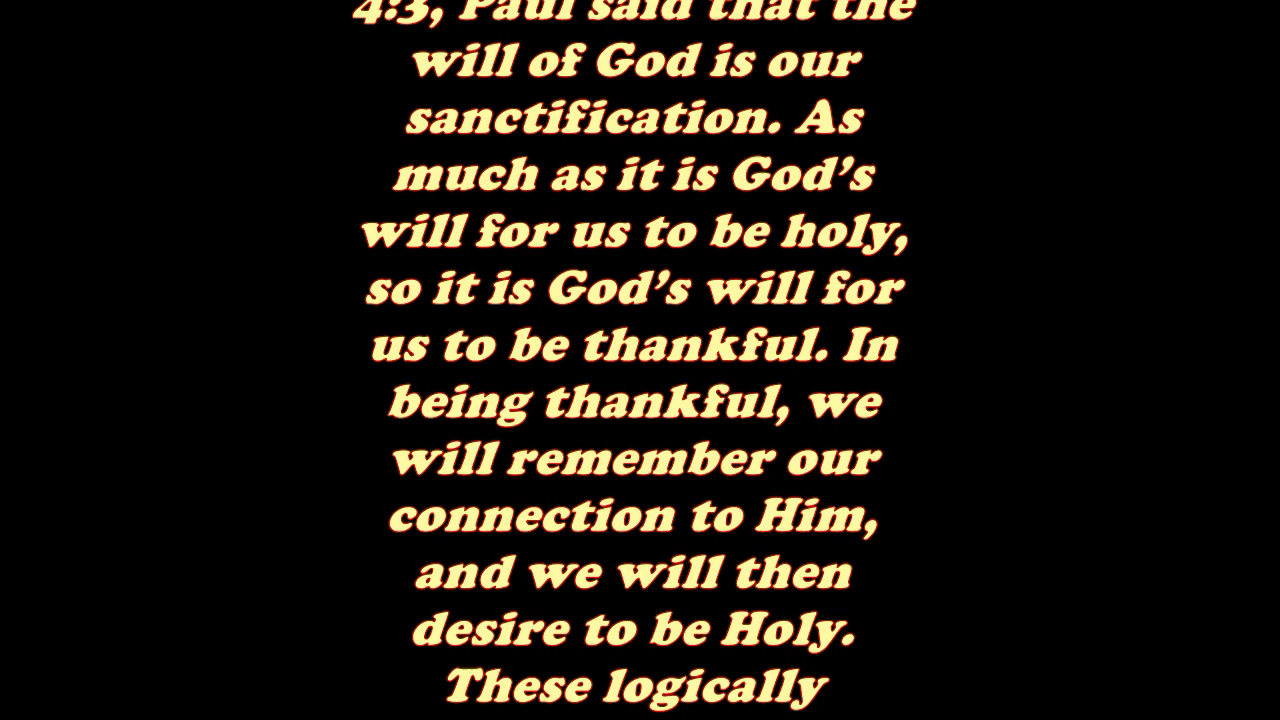 4:3, Paul said that the
will of God is our
sanctification. As
much as it is God’s
will for us to be holy,
so it is God’s will for
us to be thankful. In
being thankful, we
will remember our
connection to Him,
and we will then
desire to be Holy.
These logically